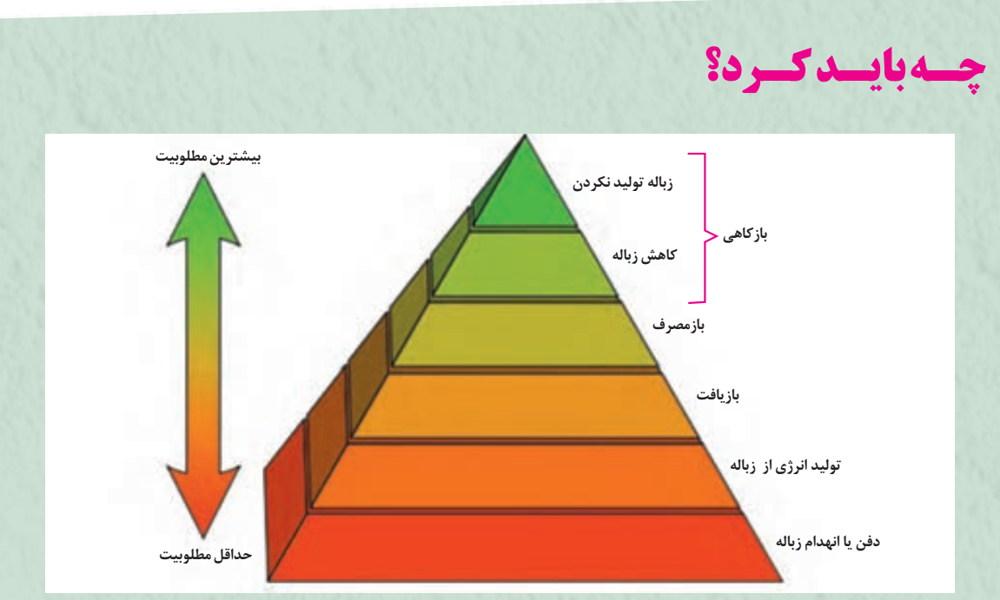 چه باید کرد؟
بیشترین مطلوبیت
زباله تولید نکردن
بازکاهی
کاهش زباله
بازمصرف
بازیافت
تولید انرژی از زباله
دفن یا انهدام زباله
حداقل مطلوبیت